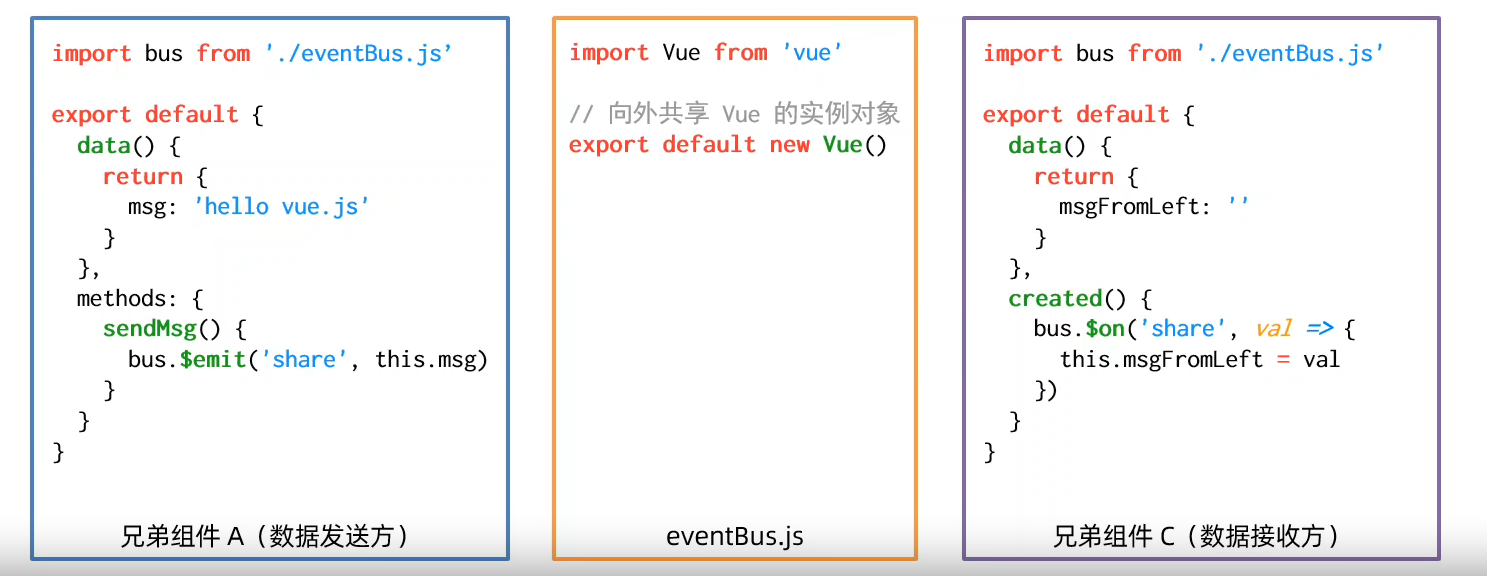 import bus from './eventBus.js’
export default {
data() {
return {
msg: 'hello vue.js'
}
},
methods: {
sendMsg() {
bus.$emit('share', this.msg)
}
}
}
兄弟组件 A（数据发送方）
import Vue from 'vue'
// 向外共享 Vue 的实例对象
export default new Vue()
eventBus.js
import bus from './eventBus.js’
export default {
data() {
return {
msgFromLeft: ''
}
},
created() {
bus.$on('share', val => {
this.msgFromLeft = val
})
}
}
兄弟组件 C（数据接收方）